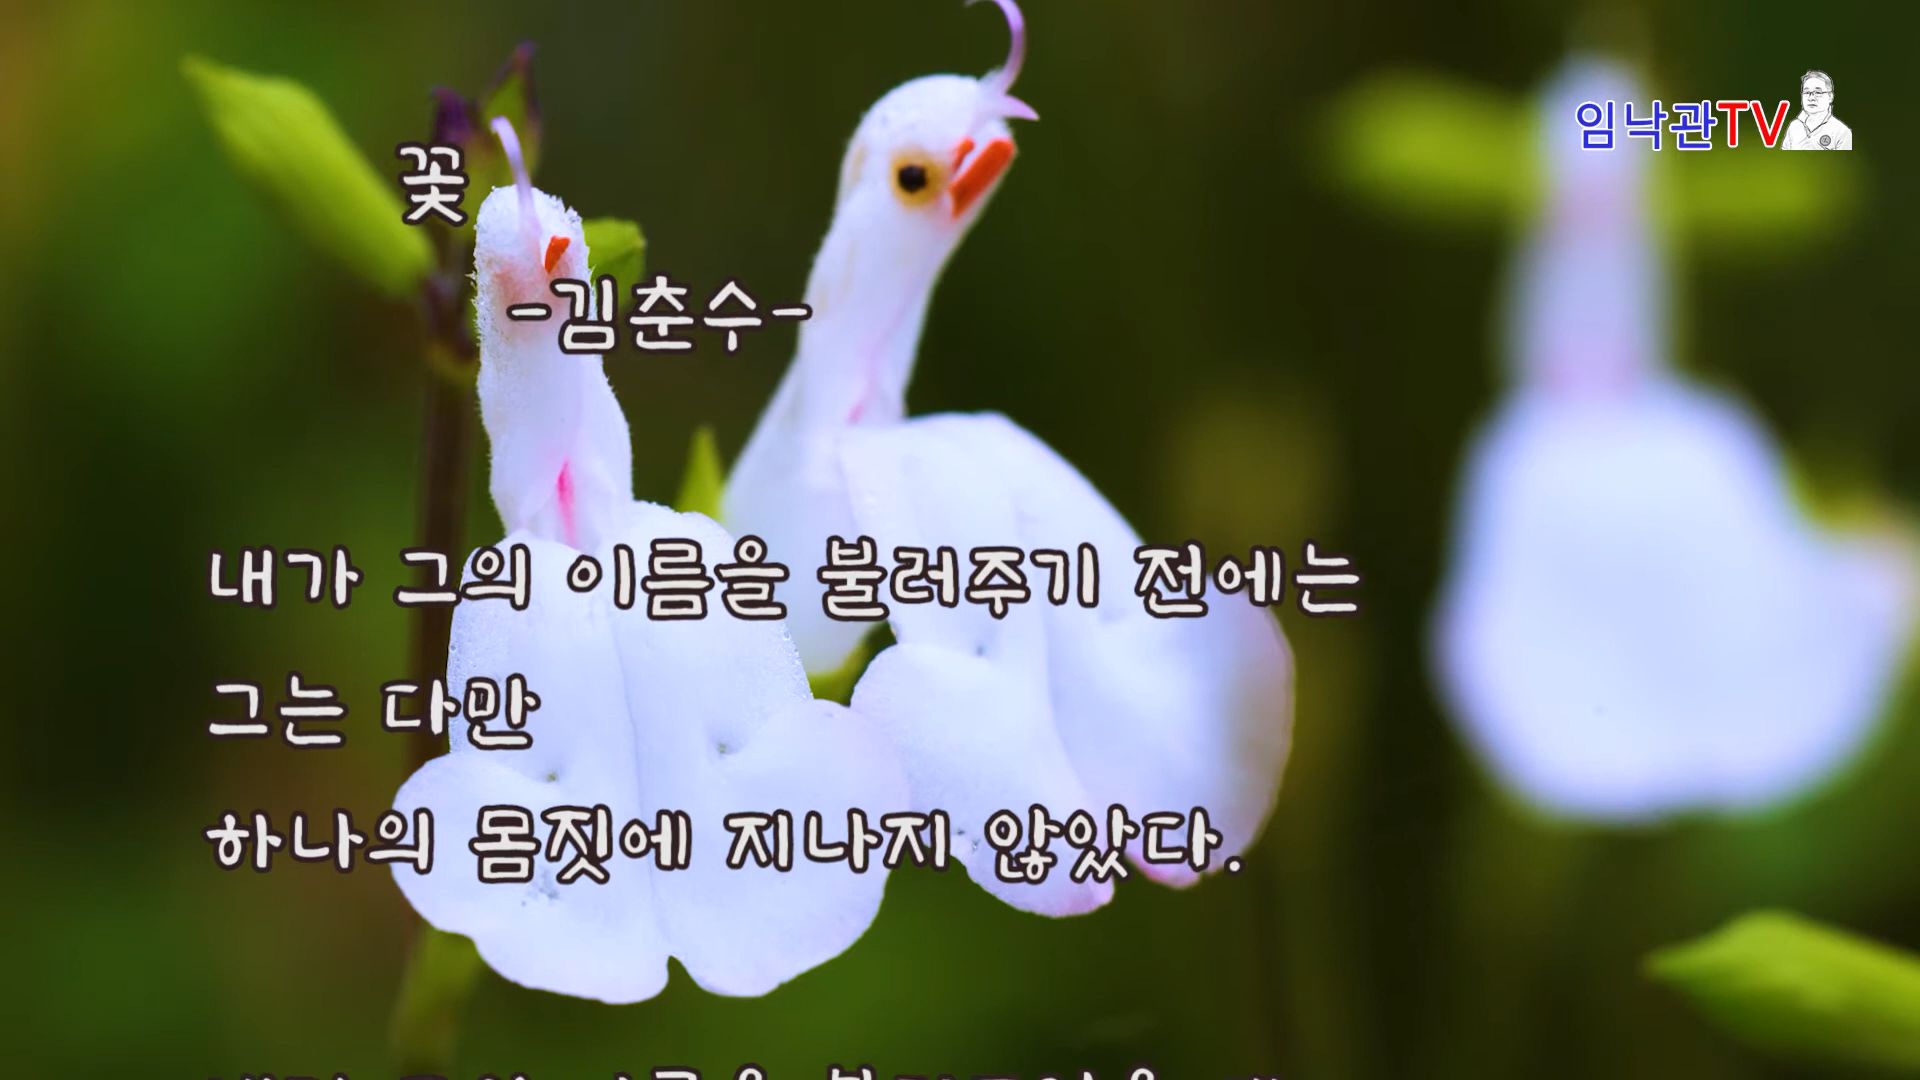 임낙관TV
꽃
-김춘수-
내가 그의 이름을 불러주기 전에는
그는 다만
하나의 몸짓에 지나지 않았다.